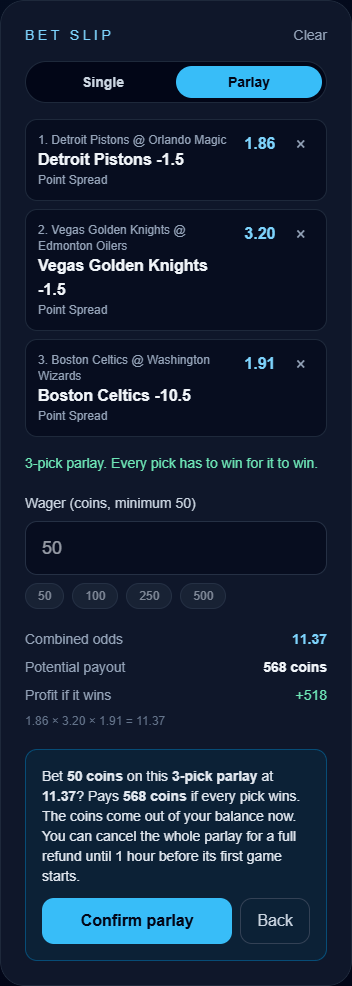 BET SLIP
Clear
Single
Parlay
1. Detroit Pistons @ Orlando Magic
1.86
×
Detroit Pistons -1.5
Point Spread
2. Vegas Golden Knights @
Edmonton Oilers
3.20
×
Vegas Golden Knights
-1.5
Point Spread
3. Boston Celtics @ Washington
Wizards
1.91
×
Boston Celtics -10.5
Point Spread
3-pick parlay. Every pick has to win for it to win.
Wager (coins, minimum 50)
50
50
100
250
500
Combined odds
11.37
Potential payout
568 coins
Profit if it wins
+518
1.86 × 3.20 × 1.91 = 11.37
Bet 50 coins on this 3-pick parlay at
11.37? Pays 568 coins if every pick wins.
The coins come out of your balance now.
You can cancel the whole parlay for a full
refund until 1 hour before its first game
starts.
Confirm parlay
Back